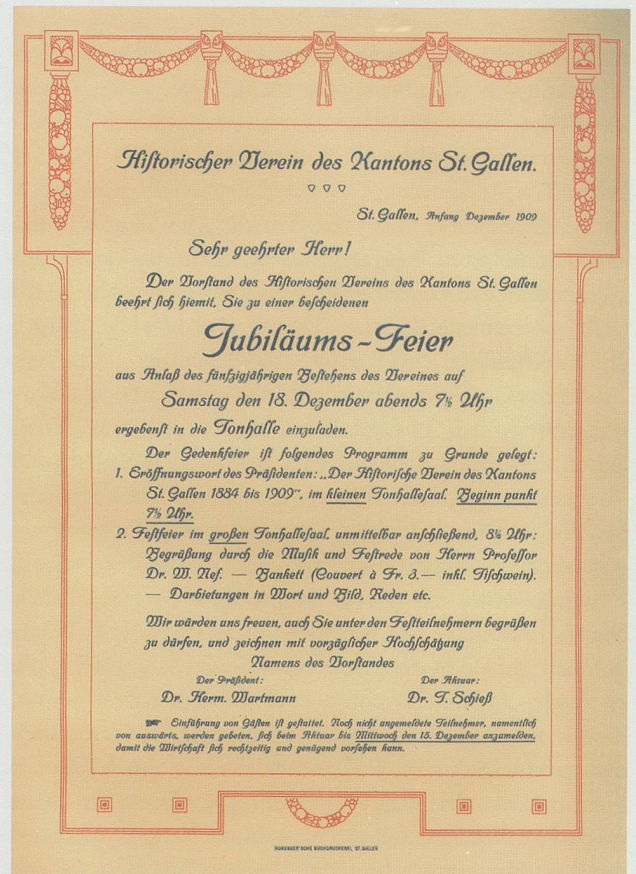 Historischer Verein des Kantons St. Gallen.
St. Gallen, Anfang Dezember 1909
Sehr geehrter Herr!
Der Vorstand des Historischen Vereins des Kantons St. Gallen
beehrt sich hiemit, Sie zu einer bescheidenen
Jubiläums-Feier
aus Anlaß des fünfzigjährigen Bestehens des Vereines auf
Samstag den 18. Dezember abends 7½ Uhr
ergebenst in die Tonhalle einzuladen.
Der Gedenkfeier ist folgendes Programm zu Grunde gelegt:
1. Eröffnungswort des Präsidenten: „Der Historische Verein des Kantons
St. Gallen 1884 bis 1909“, im kleinen Tonhallesaal. Beginn punkt
7½ Uhr.
2. Festfeier im großen Tonhallesaal, unmittelbar anschließend, 8¼ Uhr:
Begrüßung durch die Musik und Festrede von Herrn Professor
Dr. W. Nef. — Bankett (Couvert à Fr. 3.— inkl. Tischwein).
— Darbietungen in Wort und Bild, Reden etc.
Wir würden uns freuen, auch Sie unter den Festteilnehmern begrüßen
zu dürfen, und zeichnen mit vorzüglicher Hochschätzung
Namens des Vorstandes
Der Präsident: Der Aktuar:
Dr. Herm. Wartmann Dr. T. Schieß
☛ Einführung von Gästen ist gestattet. Noch nicht angemeldete Teilnehmer, namentlich
von auswärts, werden gebeten, sich beim Aktuar bis Mittwoch den 15. Dezember anzumelden,
damit die Wirtschaft sich rechtzeitig und genügend vorsehen kann.
HONEGGER'SCHE BUCHDRUCKEREI, ST. GALLEN